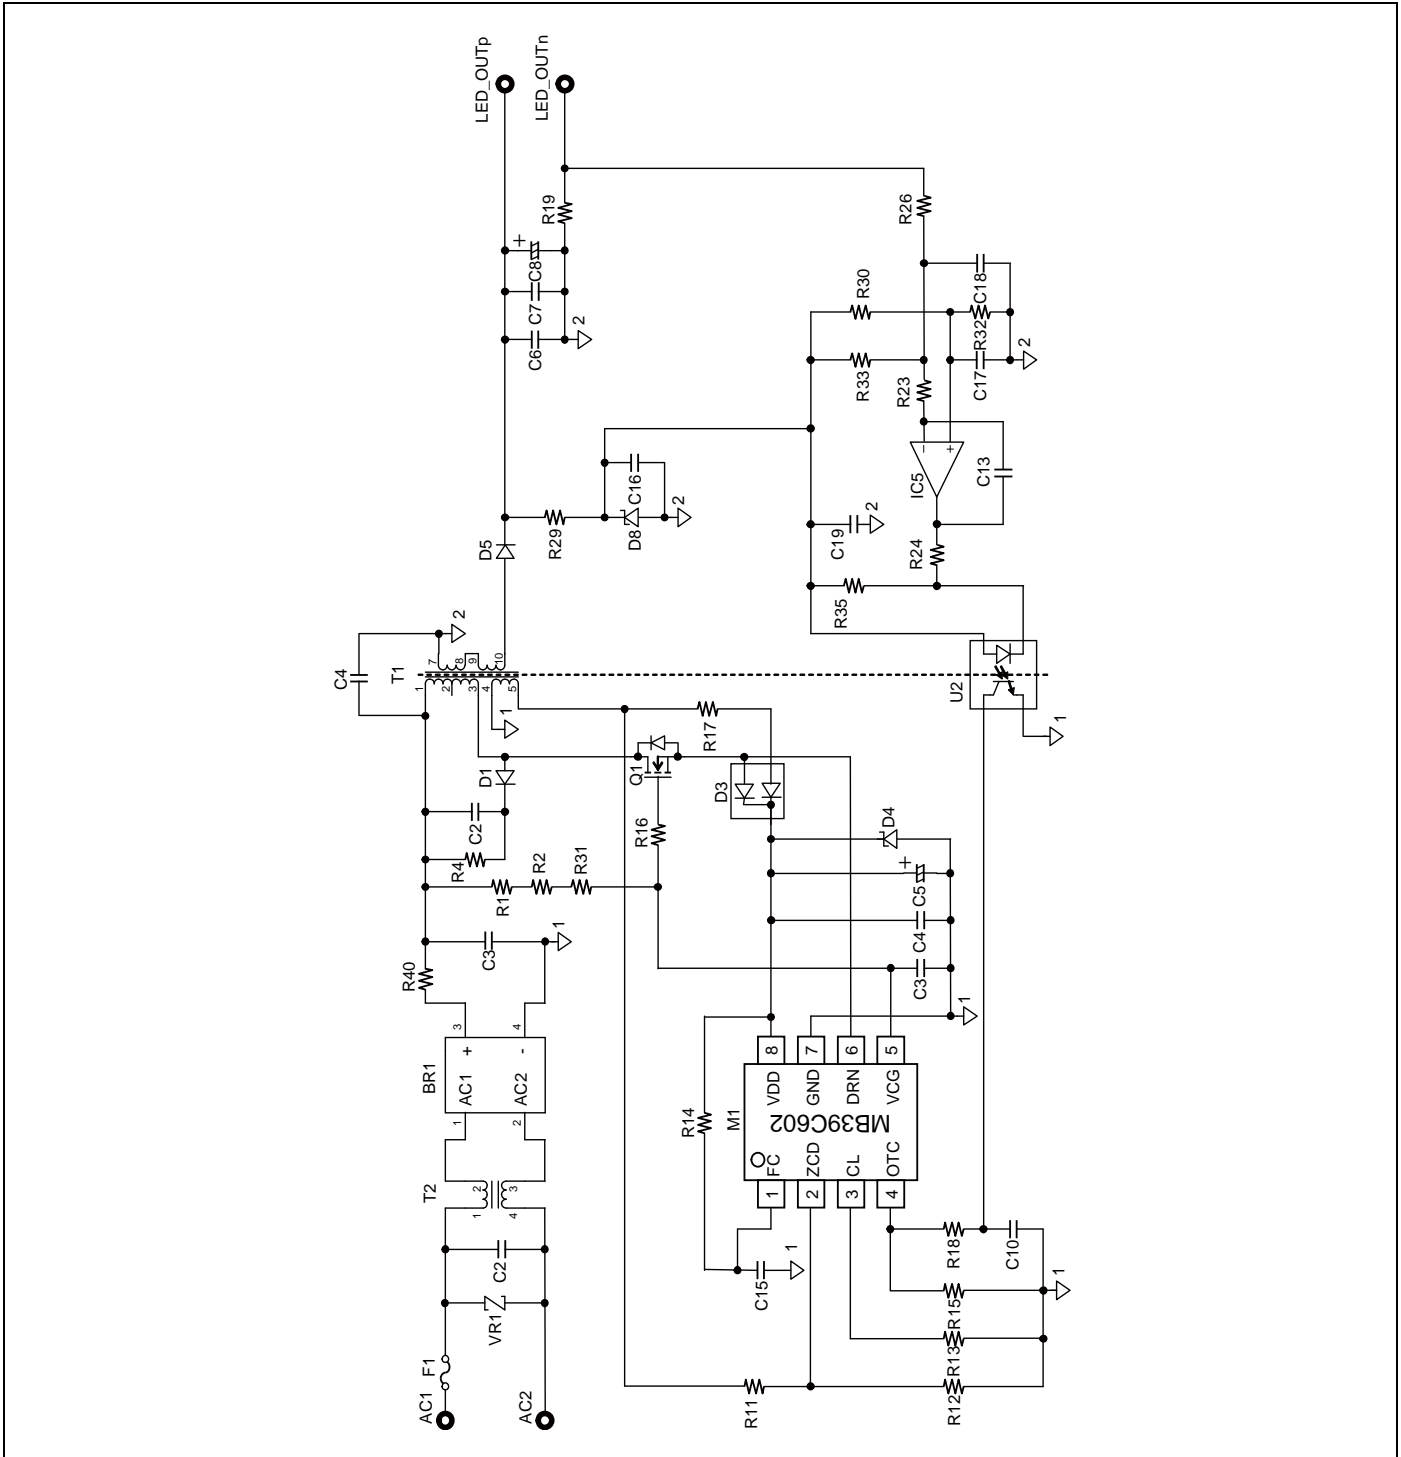 LED_OUTp
LED_OUTn
R19
C8
+
C7
C6
2
R26
R30
C18
R32
R33
R23
C17
2
IC5
-
+
C13
C16
D8
2
R29
D5
C19
2
R24
R35
C4
T1
1
2
3
4
5
7
8
9
10
2
1
U2
1
D1
Q1
R17
C2
R4
R1
R2
R31
R16
D3
D4
C5
+
C4
C3
1
R40
C3
1
BR1
3
+
4
-
AC1
AC2
1
2
R14
M1
MB39C602
8
VDD
7
GND
6
DRN
5
VCG
1
FC
2
ZCD
3
CL
4
OTC
T2
1
2
3
4
C2
VR1
F1
AC1
AC2
C15
1
R18
C10
R15
R13
R12
R11
1